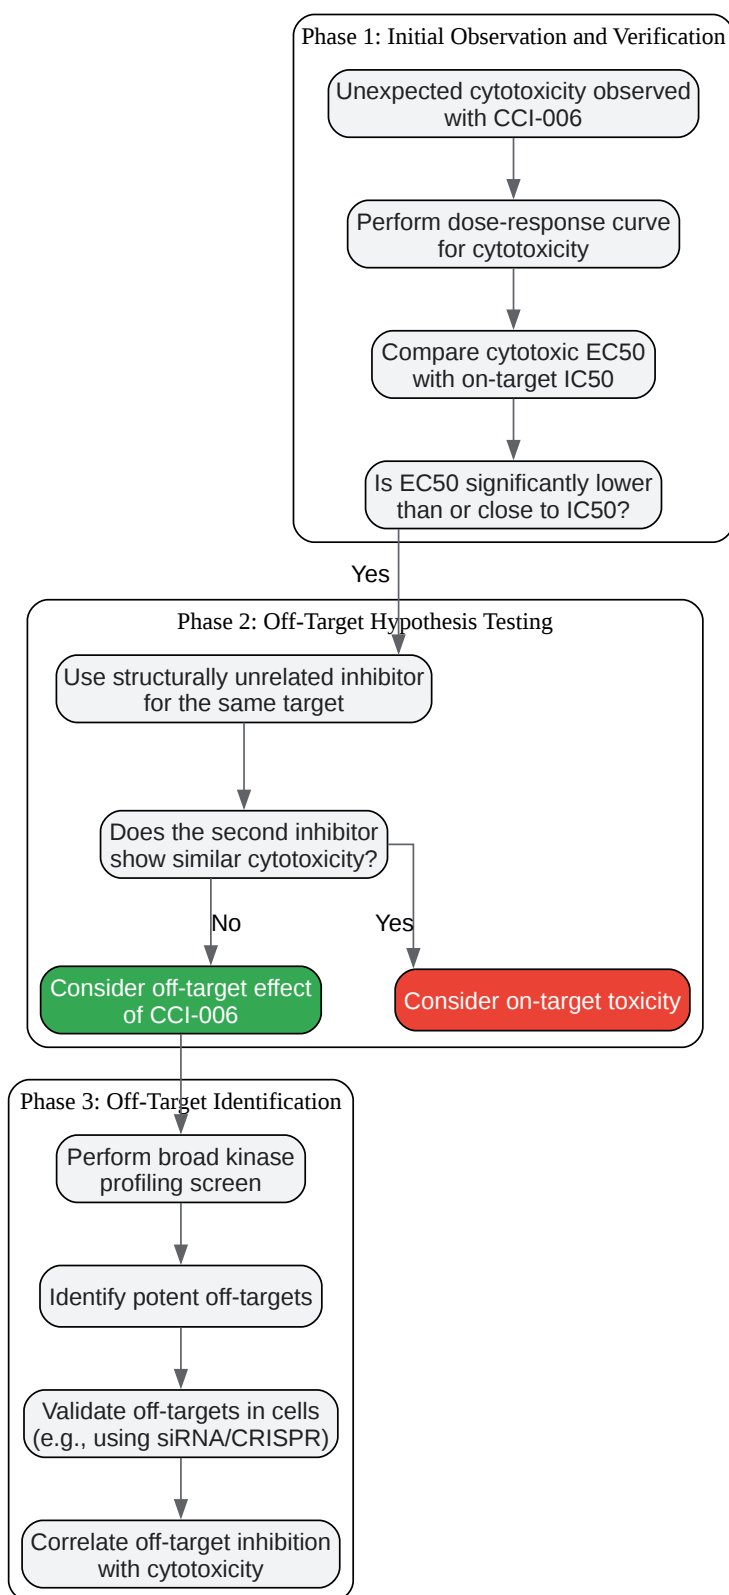 Phase 1: Initial Observation and Verification
Unexpected cytotoxicity observed
with CCI-006
Perform dose-response curve
for cytotoxicity
Compare cytotoxic EC50
with on-target IC50
Is EC50 significantly lower
than or close to IC50?
Yes
Phase 2: Off-Target Hypothesis Testing
Use structurally unrelated inhibitor
for the same target
Does the second inhibitor
show similar cytotoxicity?
No
Yes
Consider off-target effect
of CCI-006
Consider on-target toxicity
Phase 3: Off-Target Identification
Perform broad kinase
profiling screen
Identify potent off-targets
Validate off-targets in cells
(e.g., using siRNA/CRISPR)
Correlate off-target inhibition
with cytotoxicity